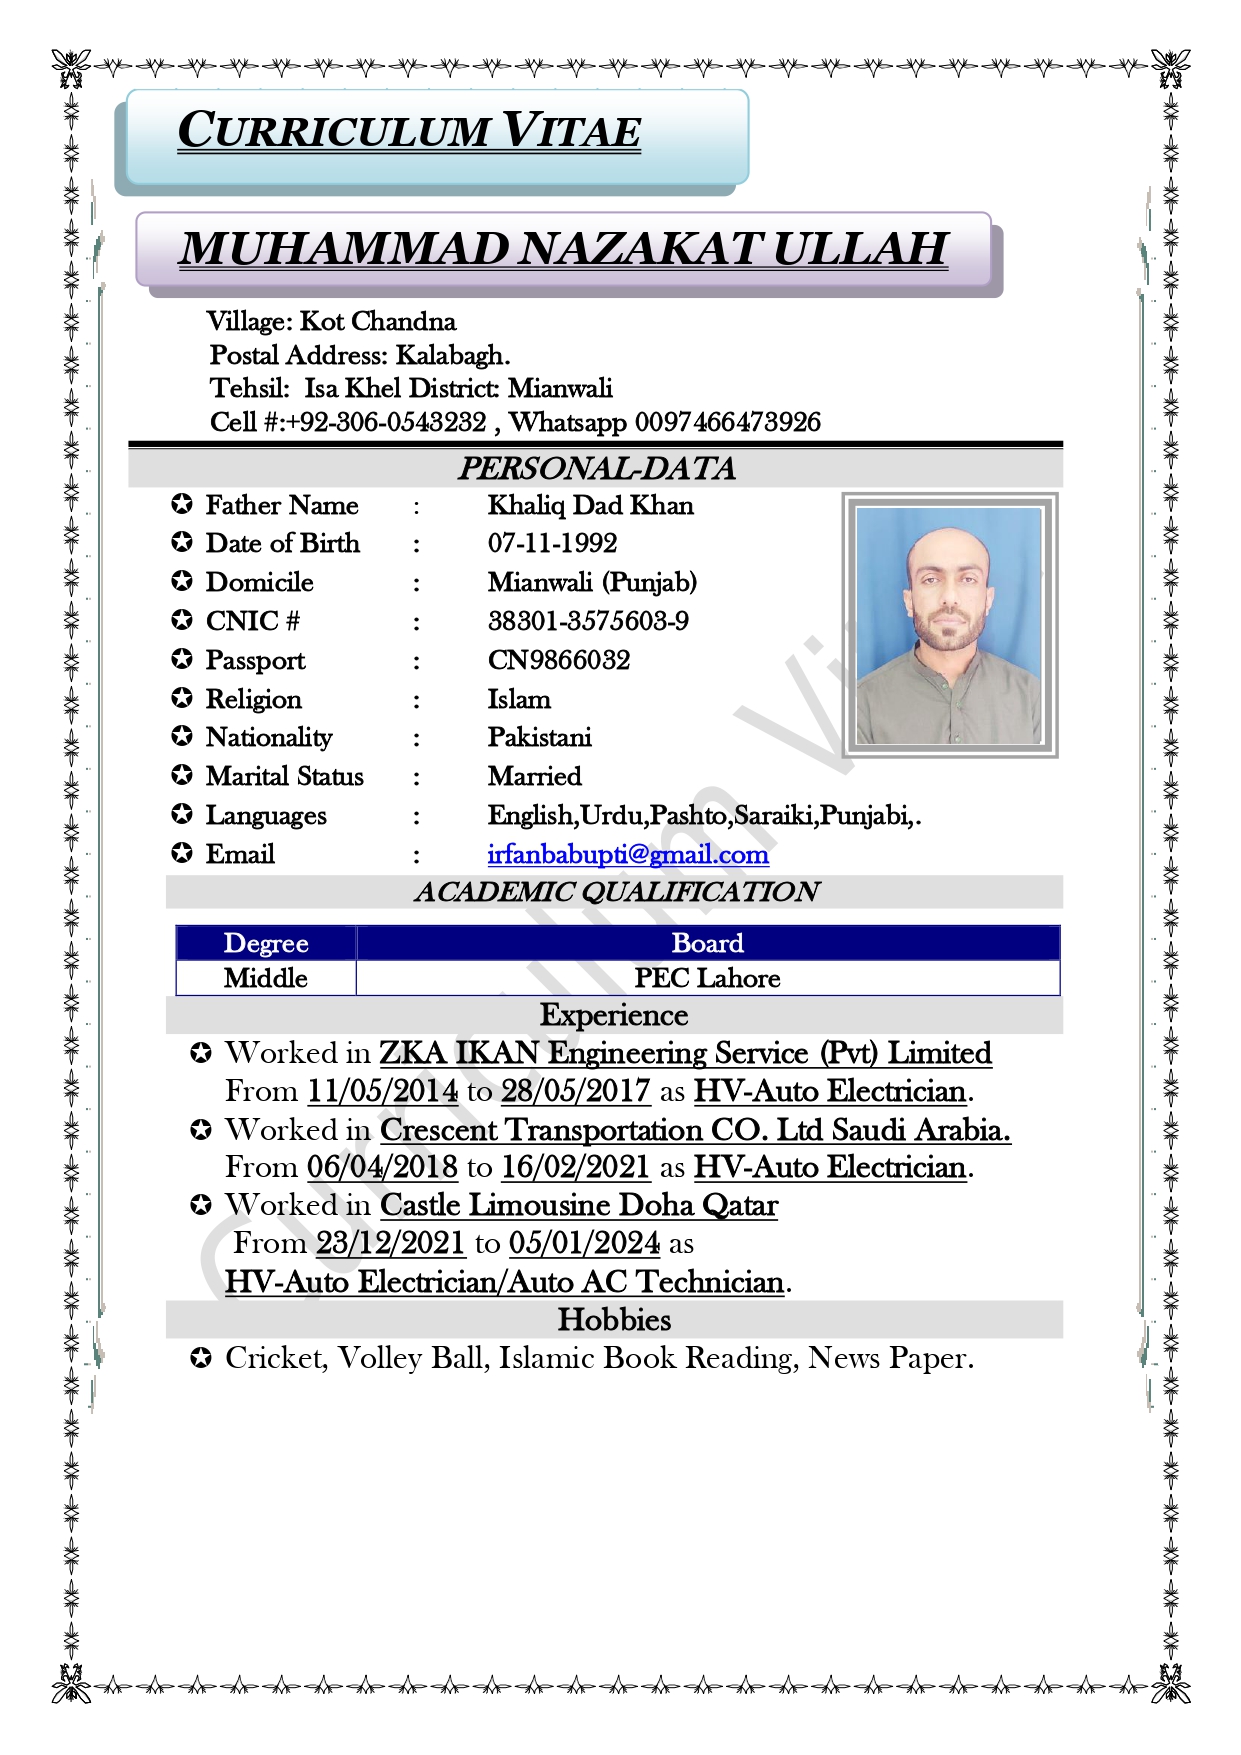 CURRICULUM VITAE
MUHAMMAD NAZAKAT ULLAH
Village: Kot Chandna
Postal Address: Kalabagh.
Tehsil: Isa Khel District: Mianwali
Cell #:+92-306-0543232 , Whatsapp 0097466473926
PERSONAL-DATA
Father Name : Khaliq Dad Khan
Date of Birth : 07-11-1992
Domicile : Mianwali (Punjab)
CNIC # : 38301-3575603-9
Passport : CN9866032
Religion : Islam
Nationality : Pakistani
Marital Status : Married
Languages : English,Urdu,Pashto,Saraiki,Punjabi,.
Email : irfanbabupti@gmail.com
ACADEMIC QUALIFICATION
Degree Board
Middle PEC Lahore
Experience
Worked in ZKA IKAN Engineering Service (Pvt) Limited
From 11/05/2014 to 28/05/2017 as HV-Auto Electrician.
Worked in Crescent Transportation CO. Ltd Saudi Arabia.
From 06/04/2018 to 16/02/2021 as HV-Auto Electrician.
Worked in Castle Limousine Doha Qatar
From 23/12/2021 to 05/01/2024 as
HV-Auto Electrician/Auto AC Technician.
Hobbies
Cricket, Volley Ball, Islamic Book Reading, News Paper.
Curriculum Vi